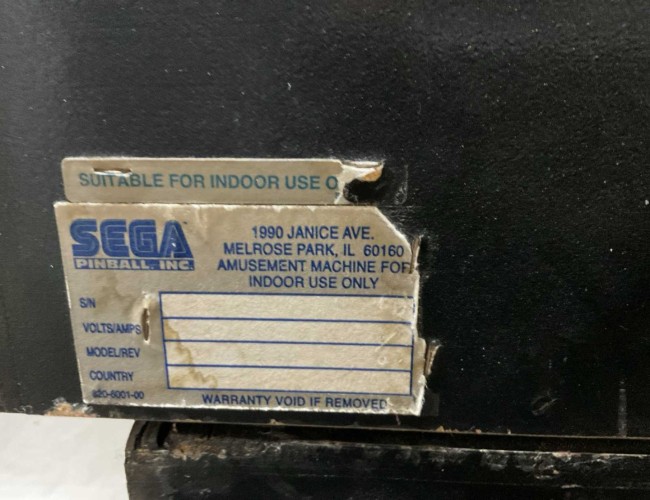 SUITABLE FOR INDOOR USE O
SEGA
PINBALL, INC.
1990 JANICE AVE.
MELROSE PARK, IL 60160
AMUSEMENT MACHINE FOR
INDOOR USE ONLY
S/N
VOLTS/AMPS
MODEL/REV
COUNTRY
820-6001-00
WARRANTY VOID IF REMOVED